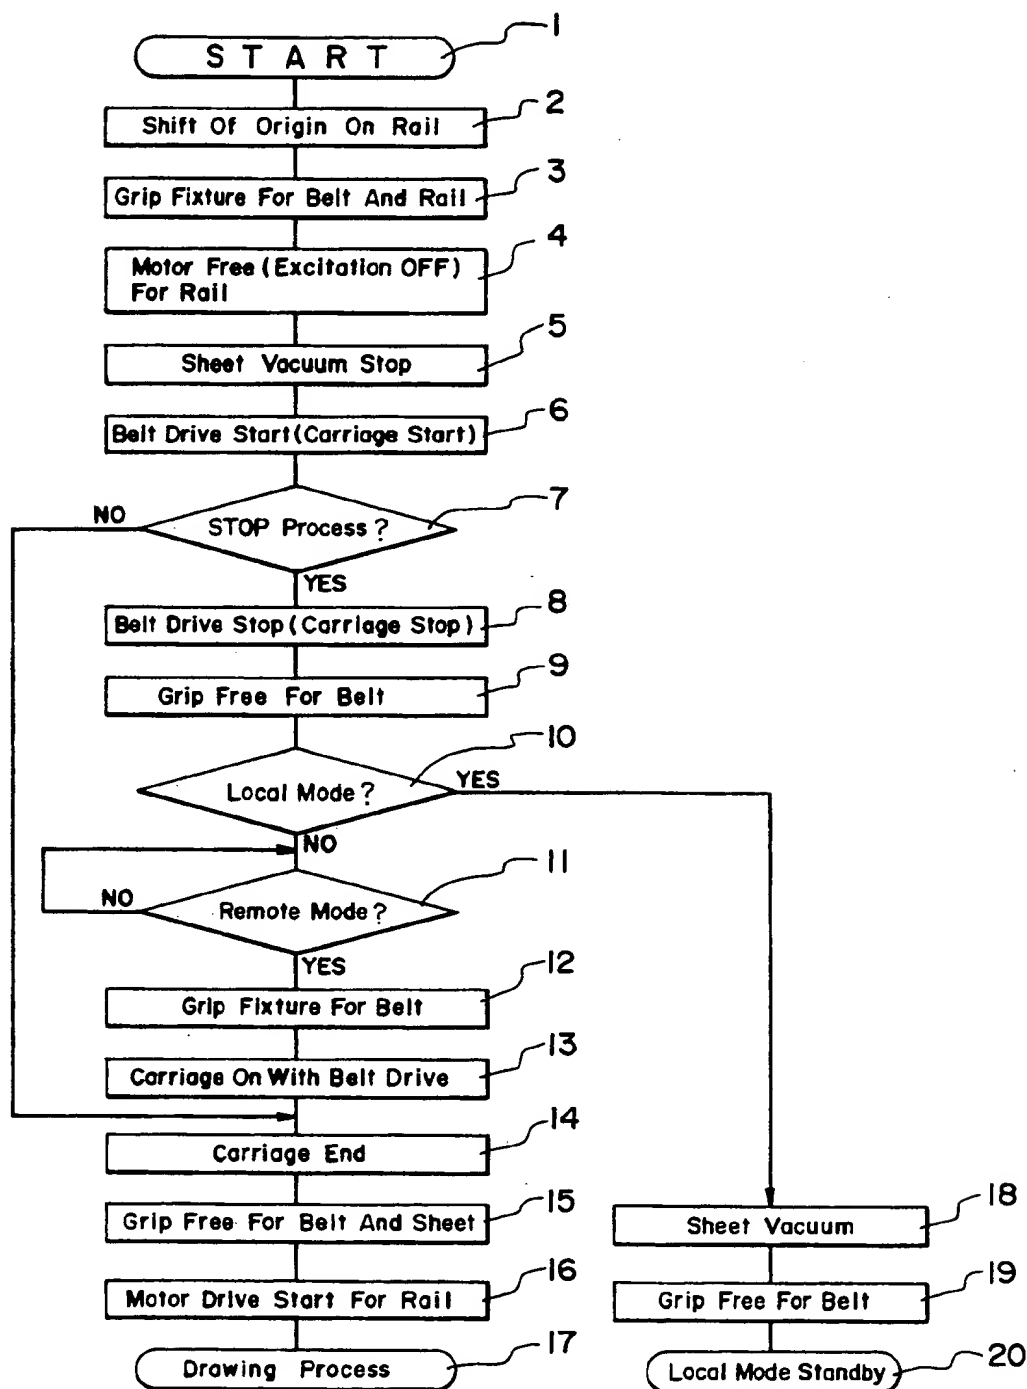 1
START
2
Shift Of Origin On Rail
3
Grip Fixture For Belt And Rail
4
Motor Free (Excitation OFF)
For Rail
5
Sheet Vacuum Stop
6
Belt Drive Start (Carriage Start)
7
NO
STOP Process?
YES
8
Belt Drive Stop (Carriage Stop)
9
Grip Free For Belt
10
YES
Local Mode?
NO
11
NO
Remote Mode?
YES
12
Grip Fixture For Belt
13
Carriage On With Belt Drive
14
Carriage End
15
Grip Free For Belt And Sheet
16
Motor Drive Start For Rail
17
Drawing Process
18
Sheet Vacuum
19
Grip Free For Belt
20
Local Mode Standby